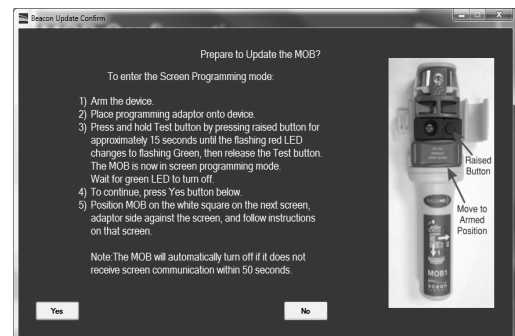 Beacon Update Confirm
Prepare to Update the MOB?
To enter the Screen Programming mode:
1) Arm the device.
2) Place programming adaptor onto device.
3) Press and hold Test button by pressing raised button for
approximately 15 seconds until the flashing red LED
changes to flashing Green, then release the Test button.
The MOB is now in screen programming mode.
Wait for green LED to turn off.
4) To continue, press Yes button below.
5) Position MOB on the white square on the next screen,
adaptor side against the screen, and follow instructions
on that screen.
Note:The MOB will automatically turn off if it does not
receive screen communication within 50 seconds.
Yes
No
Raised
Button
Move to
Armed
Position
MOB1